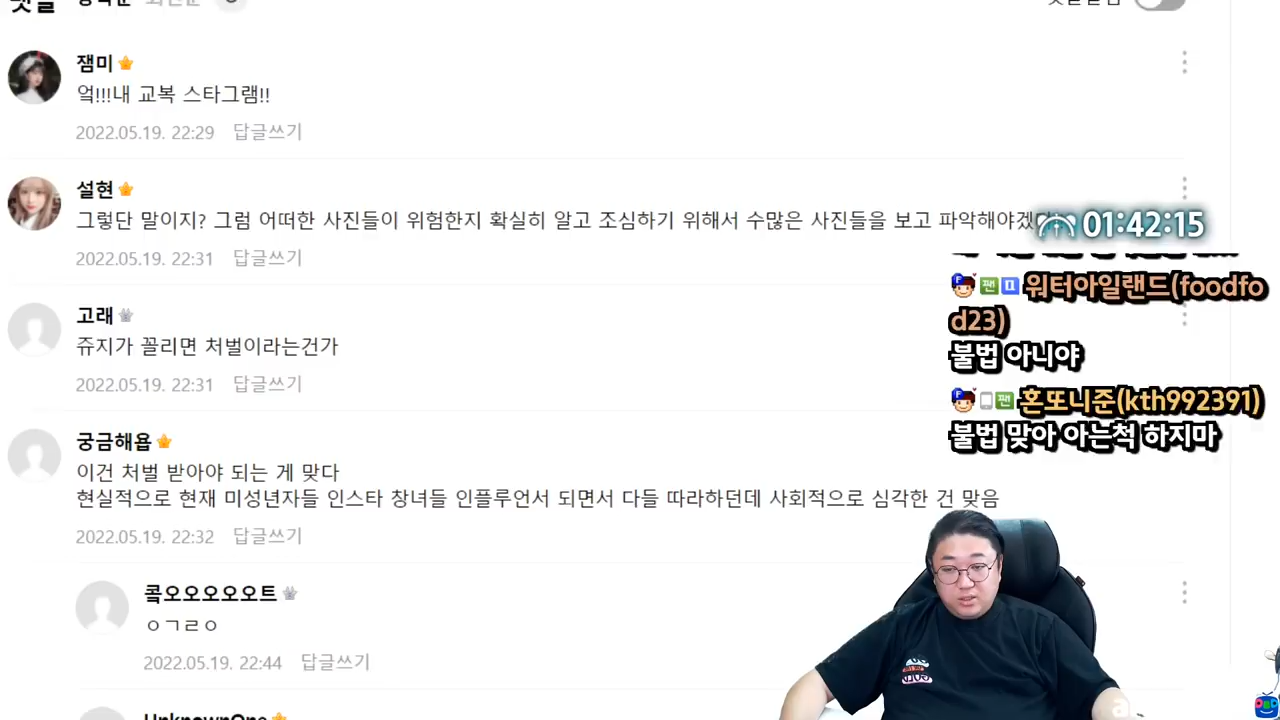 댓글
잼미
엌!!!내 교복 스타그램!!
2022.05.19. 22:29 답글쓰기
설현
그렇단 말이지? 그럼 어떠한 사진들이 위험한지 확실히 알고 조심하기 위해서 수많은 사진들을 보고 파악해야겠
01:42:15
2022.05.19. 22:31 답글쓰기
워터아일랜드(foodfo
d23)
불법 아니야
고래
쥬지가 꼴리면 처벌이라는건가
2022.05.19. 22:31 답글쓰기
혼또니준(kth992391)
불법 맞아 아는척 하지마
궁금해욥
이건 처벌 받아야 되는 게 맞다
현실적으로 현재 미성년자들 인스타 창녀들 인플루언서 되면서 다들 따라하던데 사회적으로 심각한 건 맞음
2022.05.19. 22:32 답글쓰기
콬오오오오오트
ㅇㄱㄹㅇ
2022.05.19. 22:44 답글쓰기
UnknownOne